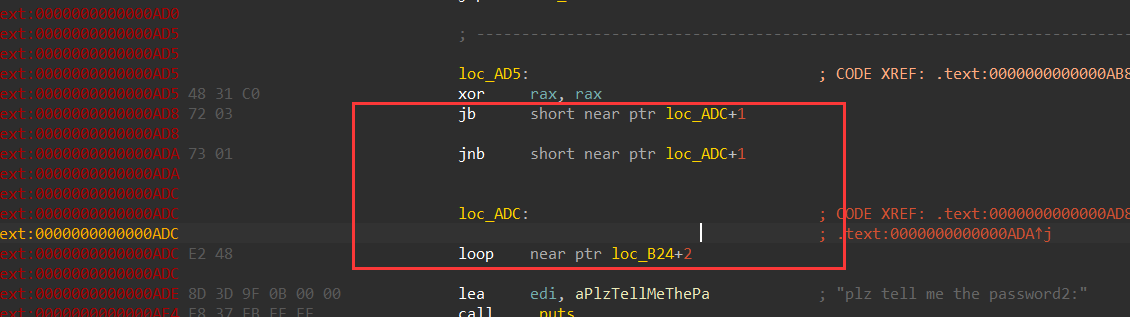 ext:0000000000000AD0
ext:0000000000000AD5 ; ------------------------------------------------------------------------
ext:0000000000000AD5
ext:0000000000000AD5 loc_AD5: ; CODE XREF: .text:0000000000000AB8
ext:0000000000000AD5 48 31 C0 xor rax, rax
ext:0000000000000AD8 72 03 jb short near ptr loc_ADC+1
ext:0000000000000AD8
ext:0000000000000ADA 73 01 jnb short near ptr loc_ADC+1
ext:0000000000000ADA
ext:0000000000000ADC
ext:0000000000000ADC loc_ADC: ; CODE XREF: .text:0000000000000AD8
ext:0000000000000ADC ; .text:0000000000000ADA↑j
ext:0000000000000ADC E2 48 loop near ptr loc_B24+2
ext:0000000000000ADC
ext:0000000000000ADE 8D 3D 9F 0B 00 00 lea edi, aPlzTellMeThePa ; "plz tell me the password2:"
ext:0000000000000AE4 E8 37 FB FF FF call _puts